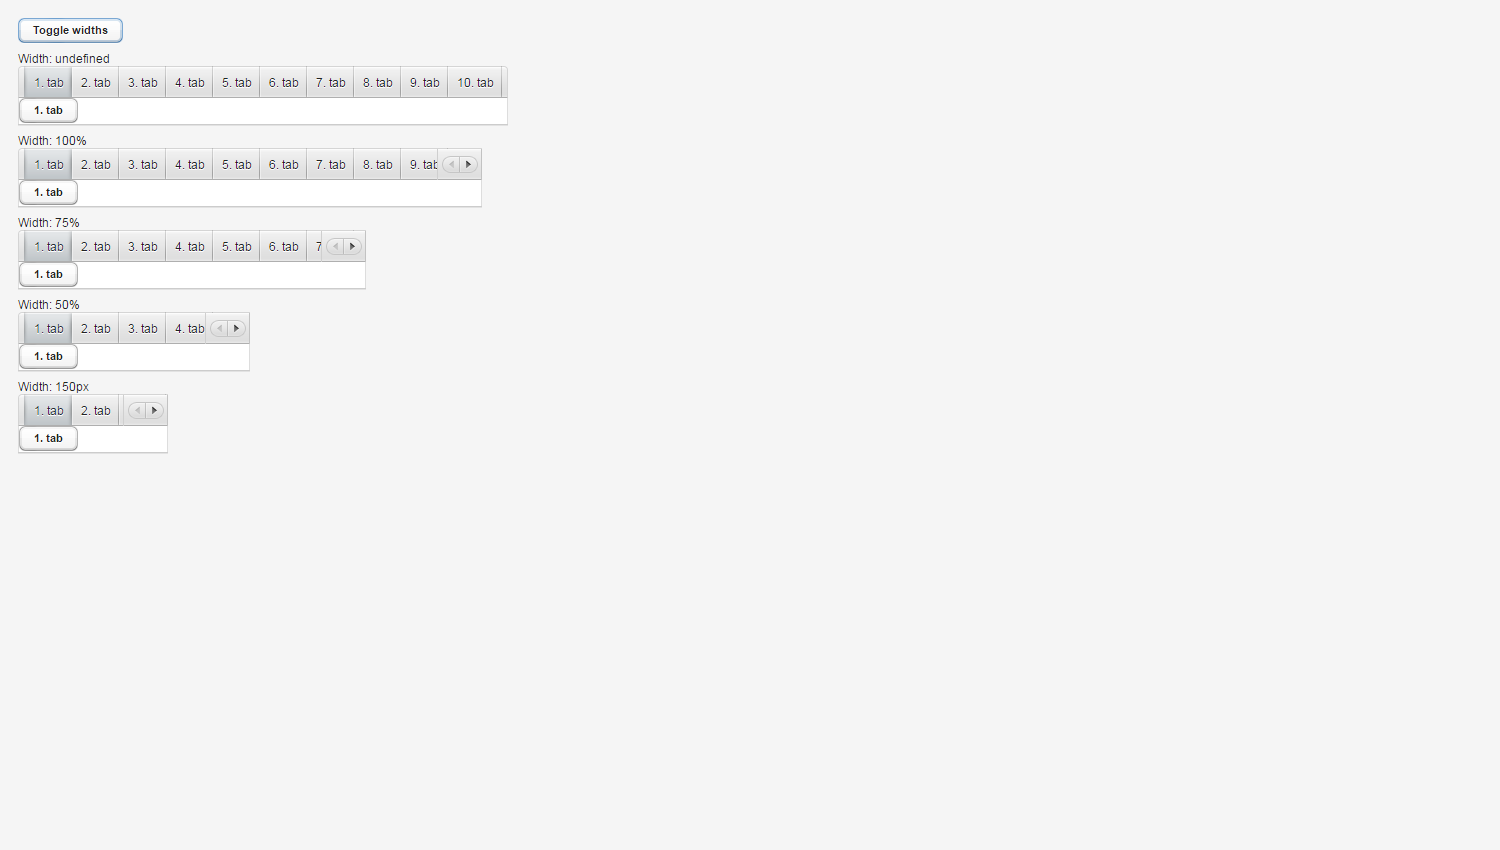 Toggle widths
Width: undefined
1. tab 2. tab 3. tab 4. tab 5. tab 6. tab 7. tab 8. tab 9. tab 10. tab
1. tab
Width: 100%
1. tab 2. tab 3. tab 4. tab 5. tab 6. tab 7. tab 8. tab 9. tab
1. tab
Width: 75%
1. tab 2. tab 3. tab 4. tab 5. tab 6. tab 7
1. tab
Width: 50%
1. tab 2. tab 3. tab 4. tab
1. tab
Width: 150px
1. tab 2. tab
1. tab